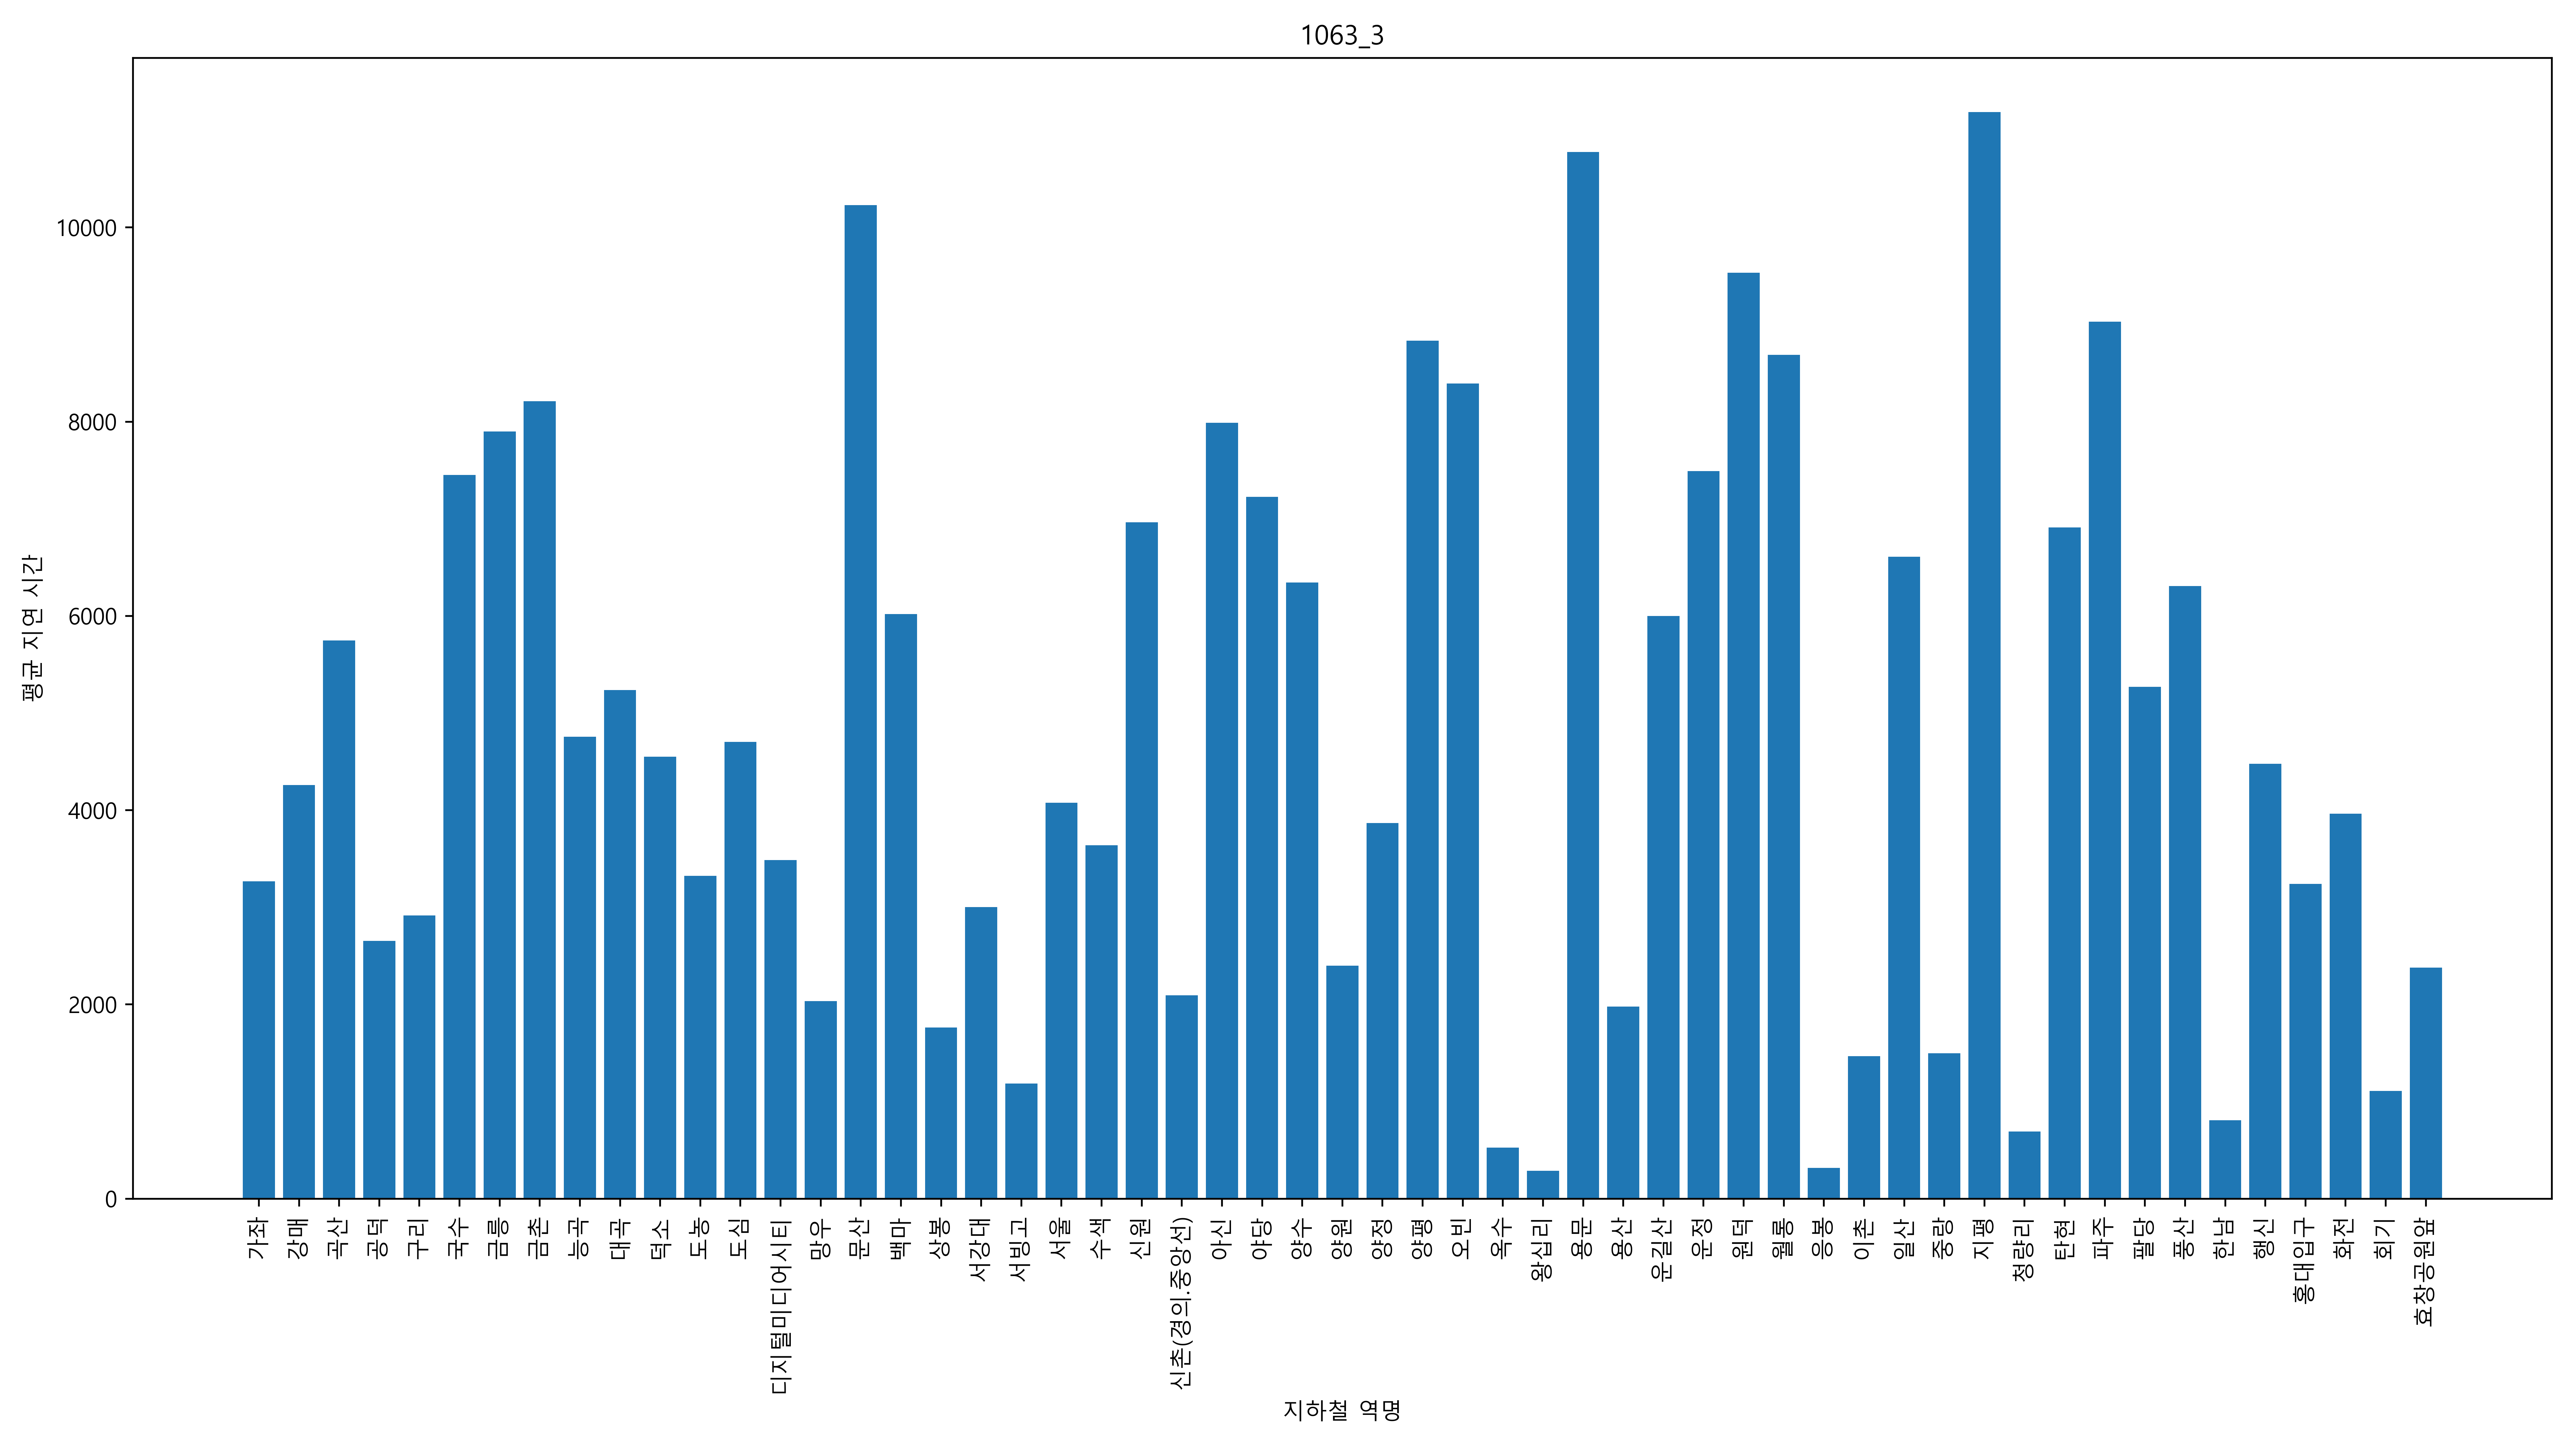 1063_3
평균 지연 시간
10000
8000
6000
4000
2000
0
가좌
강매
곡산
공덕
구리
국수
금릉
금촌
능곡
대곡
덕소
도농
도심
디지털미디어시티
망우
문산
백마
상봉
서강대
서빙고
서울
수색
신원
신촌(경의.중앙선)
아신
야당
양수
양원
양정
양평
오빈
옥수
왕십리
용문
용산
운길산
운정
원덕
월롱
응봉
이촌
일산
중랑
지평
청량리
탄현
파주
팔당
풍산
한남
행신
홍대입구
화전
회기
효창공원앞
지하철 역명